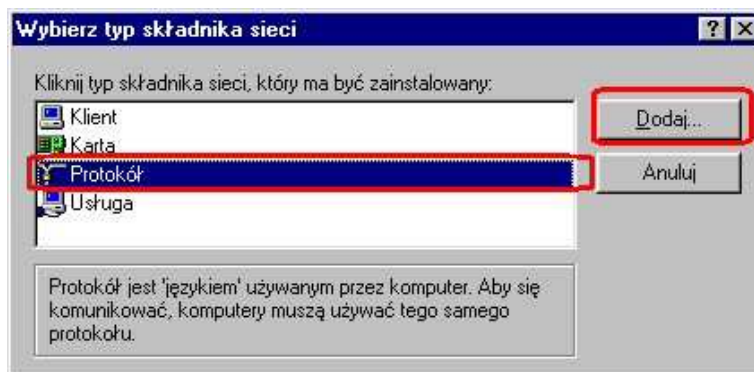 Wybierz typ składnika sieci
Kliknij typ składnika sieci, który ma być zainstalowany:
Klient
Karta
Protokół
Usługa
Dodaj...
Anuluj
Protokół jest 'językiem' używanym przez komputer. Aby się
komunikować, komputery muszą używać tego samego
protokołu.